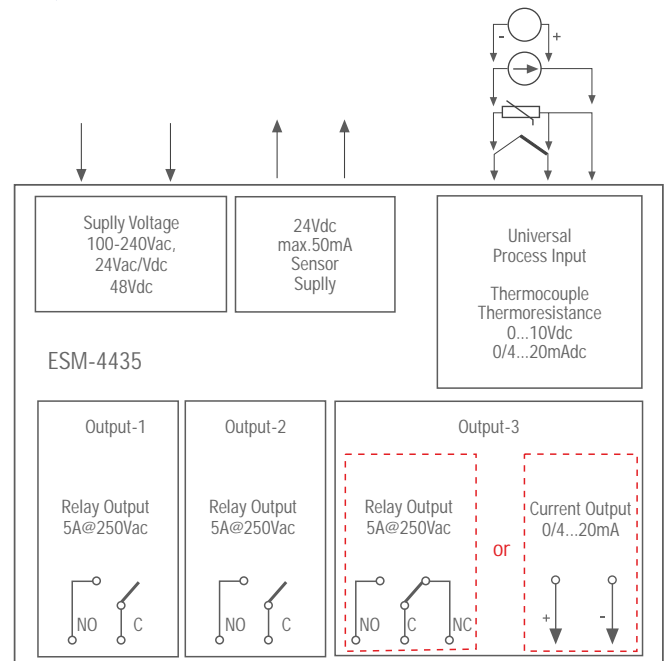 - +
Suplly Voltage
100-240Vac,
24Vac/Vdc
48Vdc
24Vdc
max.50mA
Sensor
Suplly
Universal
Process Input
Thermocouple
Thermoresistance
0...10Vdc
0/4...20mAdc
ESM-4435
Output-1
Relay Output
5A@250Vac
NO C
Output-2
Relay Output
5A@250Vac
NO C
Output-3
Relay Output
5A@250Vac
NO C NC
or
Current Output
0/4...20mA
+ -